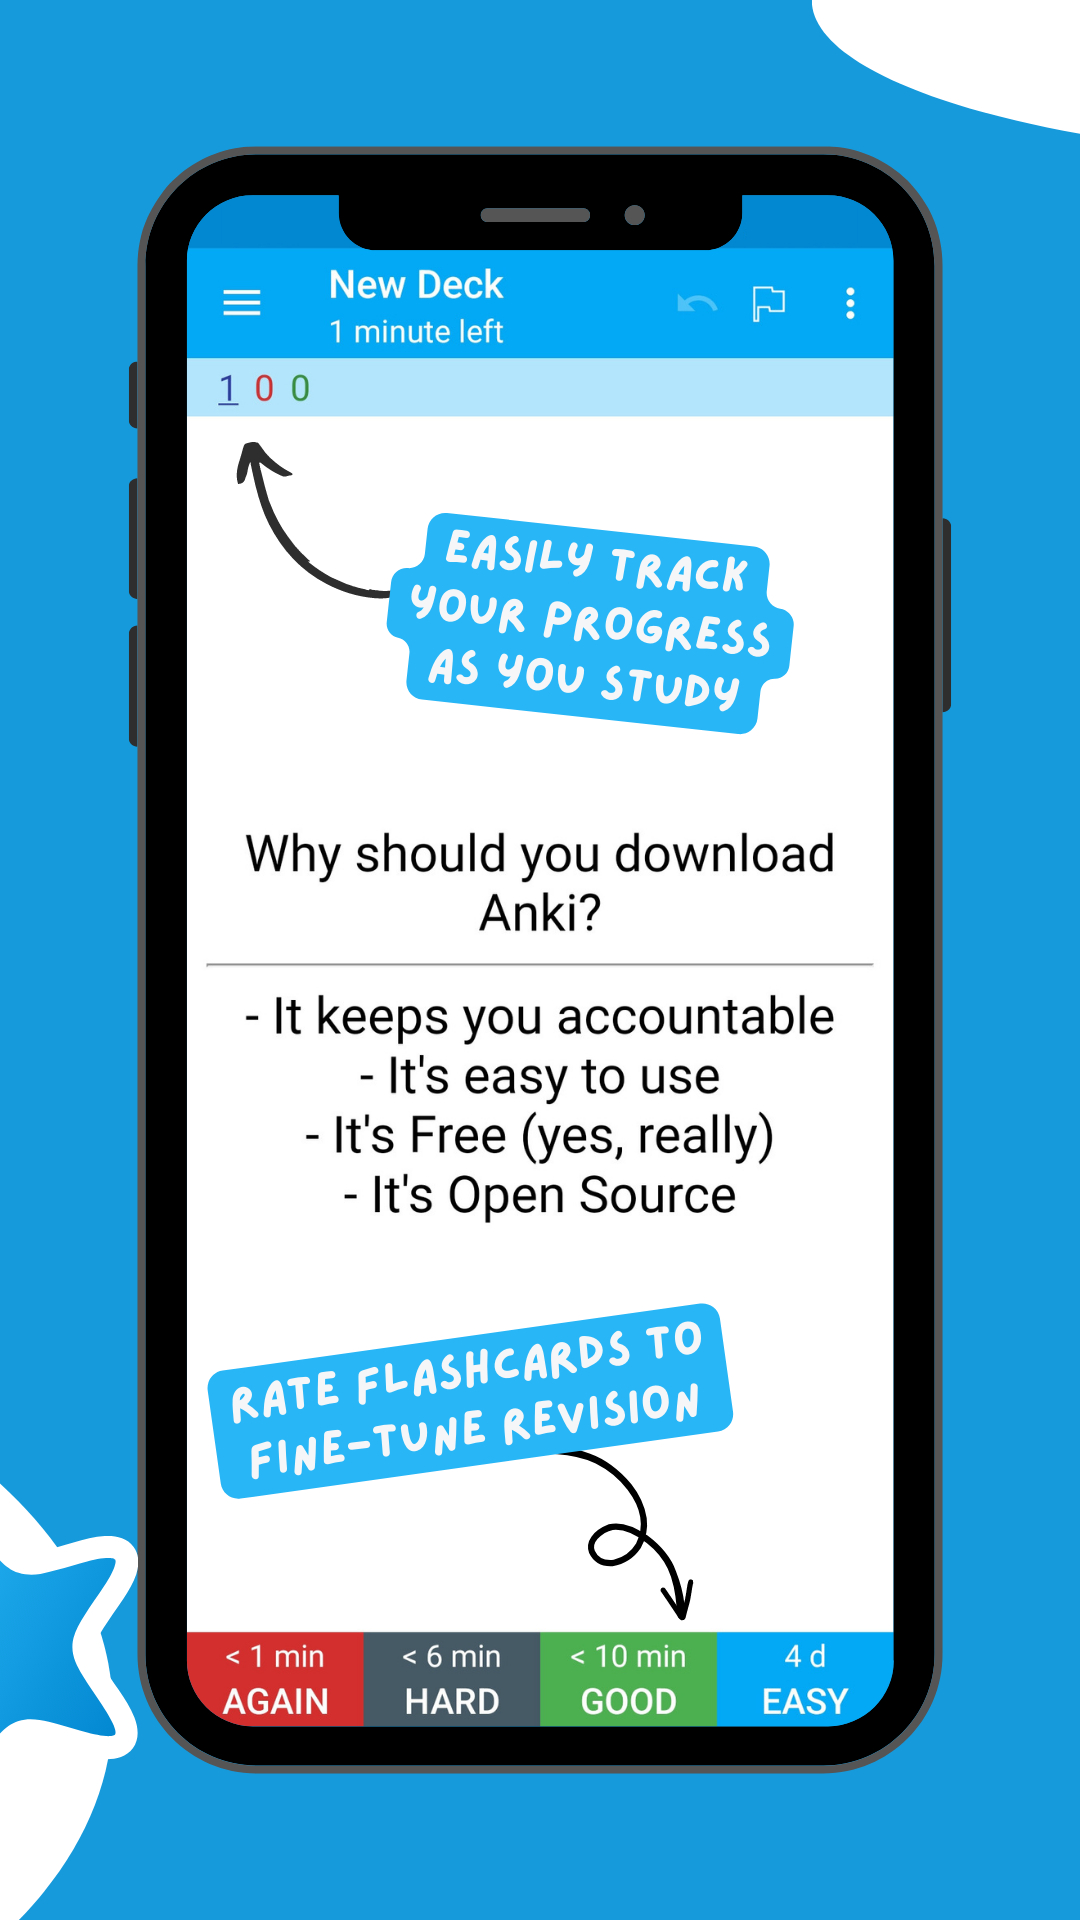 New Deck
1 minute left
1 0 0
EASILY TRACK
YOUR PROGRESS
AS YOU STUDY
Why should you download
Anki?
- It keeps you accountable
- It's easy to use
- It's Free (yes, really)
- It's Open Source
RATE FLASHCARDS TO
FINE-TUNE REVISION
< 1 min < 6 min < 10 min 4 d
AGAIN HARD GOOD EASY